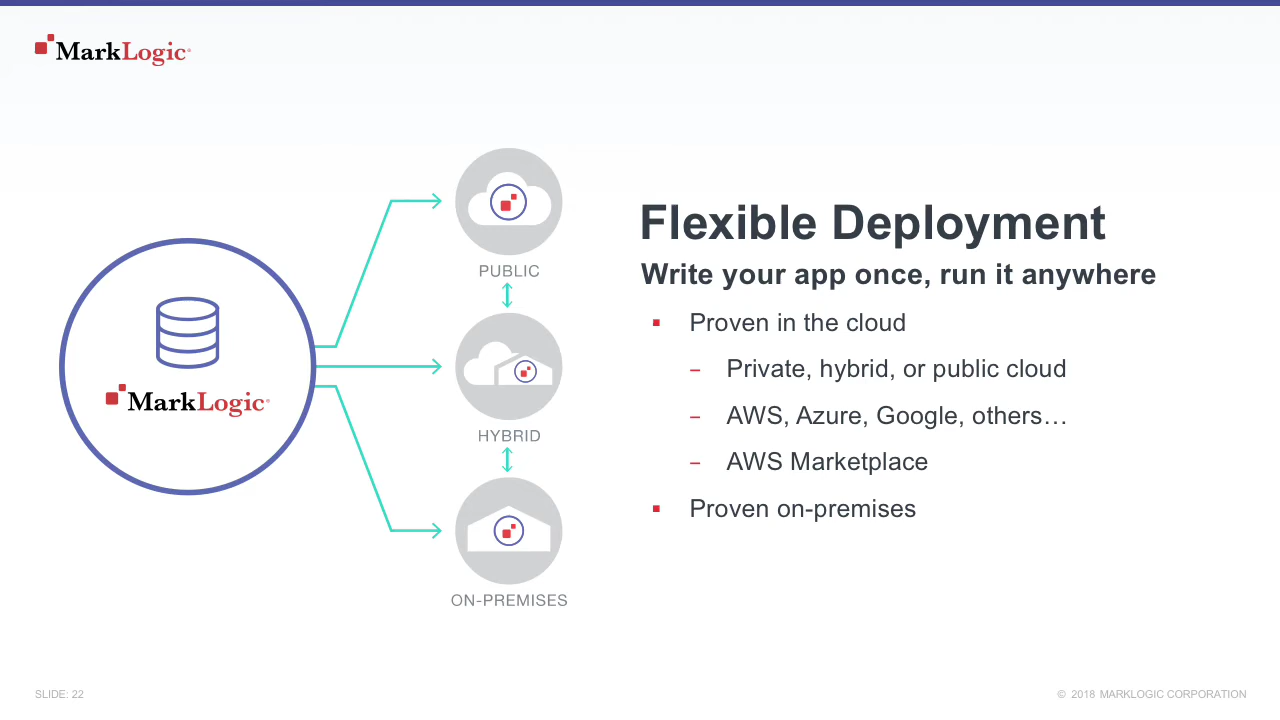 MarkLogic®
PUBLIC
HYBRID
ON-PREMISES
MarkLogic®
Flexible Deployment
Write your app once, run it anywhere
▪ Proven in the cloud
– Private, hybrid, or public cloud
– AWS, Azure, Google, others…
– AWS Marketplace
▪ Proven on-premises
SLIDE: 22
© 2018 MARKLOGIC CORPORATION